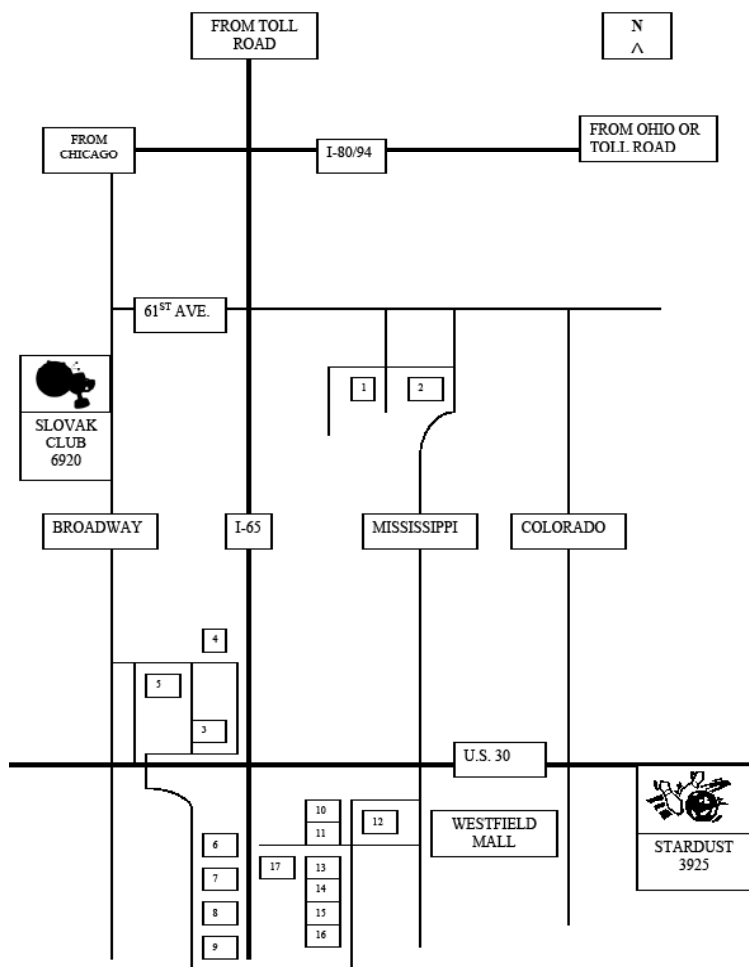 FROM TOLL
ROAD
N
^
FROM
CHICAGO
I-80/94
FROM OHIO OR
TOLL ROAD
61ST AVE.
1
2
SLOVAK
CLUB
6920
BROADWAY
I-65
MISSISSIPPI
COLORADO
4
5
3
U.S. 30
10
11
12
WESTFIELD
MALL
STARDUST
3925
6
7
17
13
14
8
15
9
16